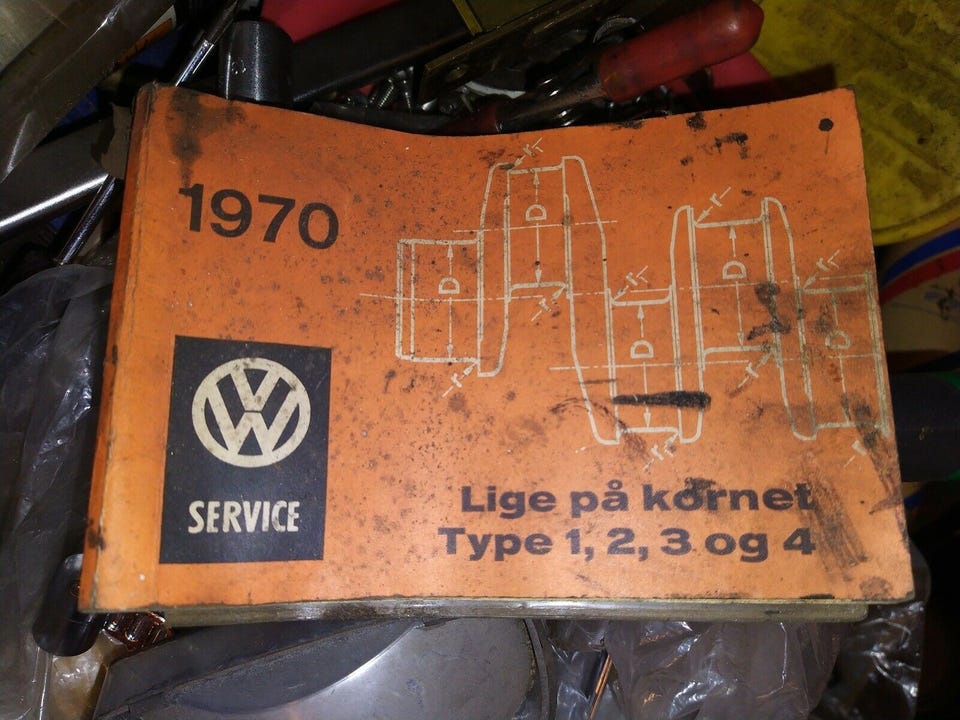 1970
r
r
D
D
r
r
D
r
r
D
D
r
r
r
VW
SERVICE
Lige på kornet
Type 1, 2, 3 og 4